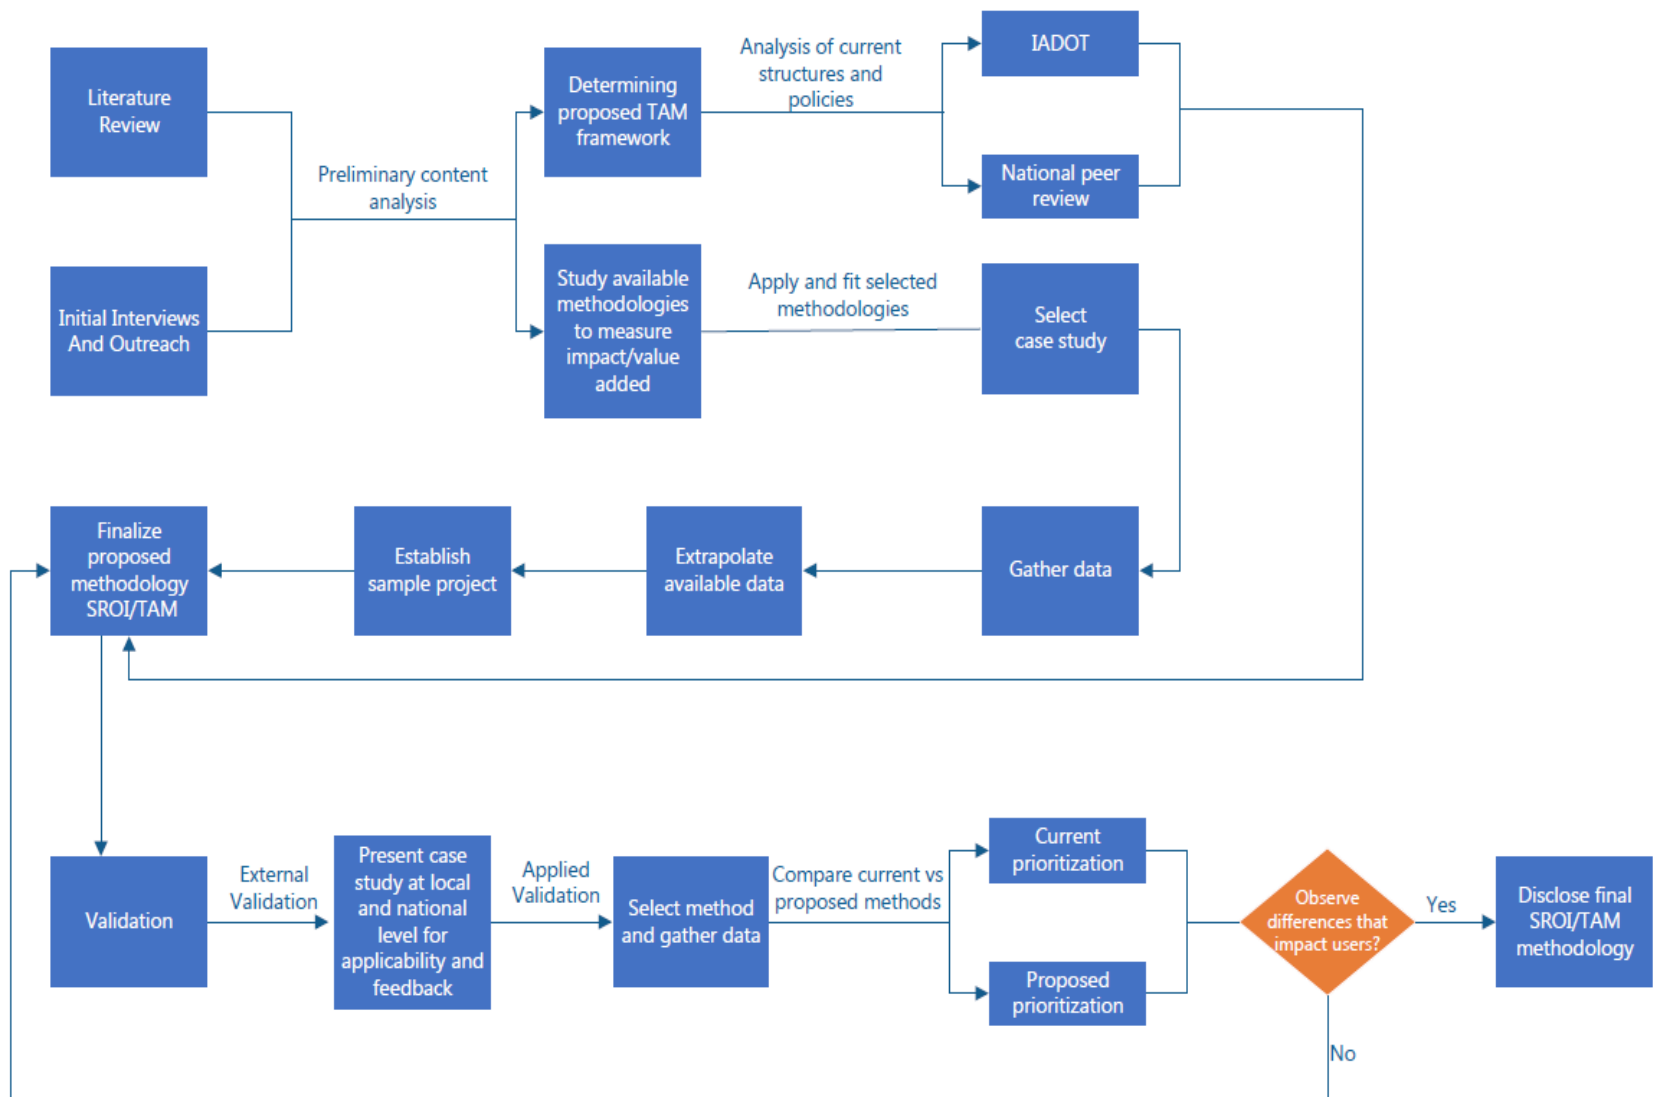 Literature
Review
Preliminary content
analysis
Initial Interviews
And Outreach
Determining
proposed TAM
framework
Analysis of current
structures and
policies
IADOT
National peer
review
Study available
methodologies
to measure
impact/value
added
Apply and fit selected
methodologies
Select
case study
Finalize
proposed
methodology
SROI/TAM
Establish
sample project
Extrapolate
available data
Gather data
Validation
External
Validation
Present case
study at local
and national
level for
applicability and
feedback
Applied
Validation
Select method
and gather data
Compare current vs
proposed methods
Current
prioritization
Proposed
prioritization
Observe
differences that
impact users?
Yes
Disclose final
SROI/TAM
methodology
No